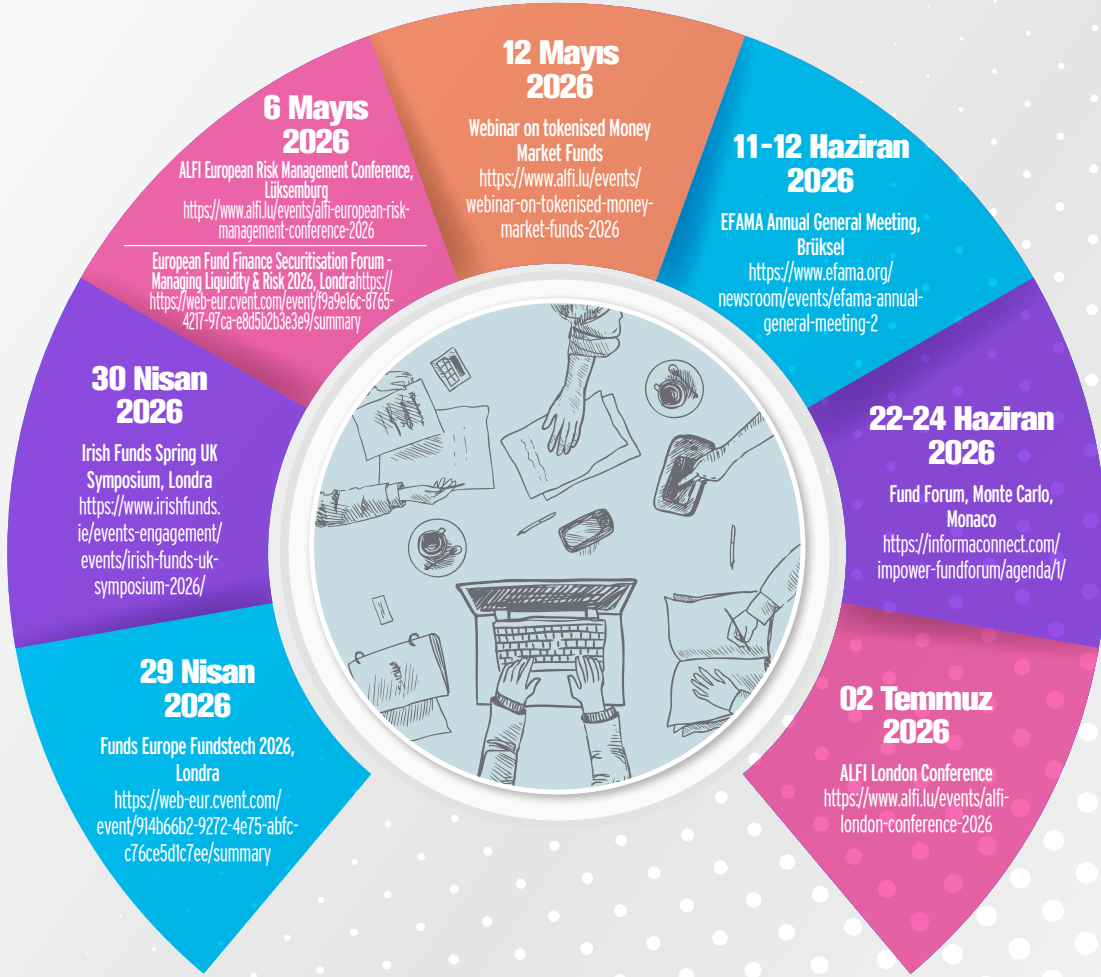 29 Nisan
2026
Funds Europe Fundstech 2026,
Londra
https://web-eur.cvent.com/
event/914b66b2-9272-4e75-abfc-
c76ce5d1c7ee/summary
30 Nisan
2026
Irish Funds Spring UK
Symposium, Londra
https://www.irishfunds.
ie/events-engagement/
events/irish-funds-uk-
symposium-2026/
6 Mayıs
2026
ALFI European Risk Management Conference,
Lüksemburg
https://www.alfi.lu/events/alfi-european-risk-
management-conference-2026
European Fund Finance Securitisation Forum -
Managing Liquidity & Risk 2026, Londrahttps://
https://web-eur.cvent.com/event/f9a9e16c-8765-
4217-97ca-e8d5b2b3e3e9/summary
12 Mayıs
2026
Webinar on tokenised Money
Market Funds
https://www.alfi.lu/events/
webinar-on-tokenised-money-
market-funds-2026
11-12 Haziran
2026
EFAMA Annual General Meeting,
Brüksel
https://www.efama.org/
newsroom/events/efama-annual-
general-meeting-2
22-24 Haziran
2026
Fund Forum, Monte Carlo,
Monaco
https://informaconnect.com/
impower-fundforum/agenda/1/
02 Temmuz
2026
ALFI London Conference
https://www.alfi.lu/events/alfi-
london-conference-2026